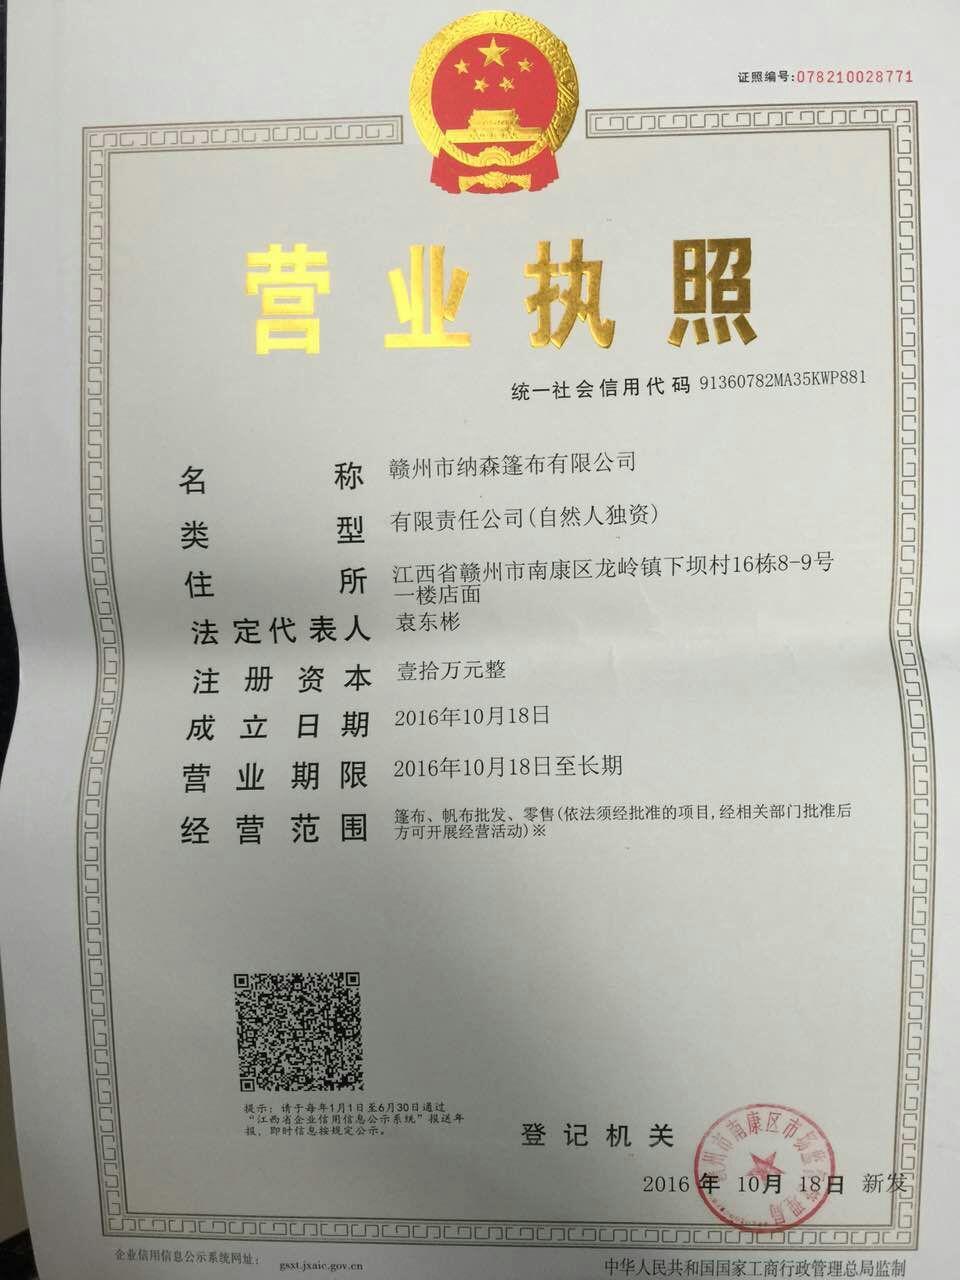 证照编号:078210028771
营业执照
统一社会信用代码 91360782MA35KWP881
名称 赣州市纳森篷布有限公司
类型 有限责任公司(自然人独资)
住所 江西省赣州市南康区龙岭镇下坝村16栋8-9号
一楼店面
法定代表人 袁东彬
注册资本 壹拾万元整
成立日期 2016年10月18日
营业期限 2016年10月18日至长期
经营范围 篷布、帆布批发、零售(依法须经批准的项目,经相关部门批准后
方可开展经营活动)※
提示:请于每年1月1日至6月30日通过
“江西省企业信用信息公示系统”报送年
报,即时信息按规定公示。
登记机关
赣州市南康区市场监督管理局
2016 年 10月 18日 新发
企业信用信息公示系统网址: gsxt.jxaic.gov.cn
中华人民共和国国家工商行政管理总局监制